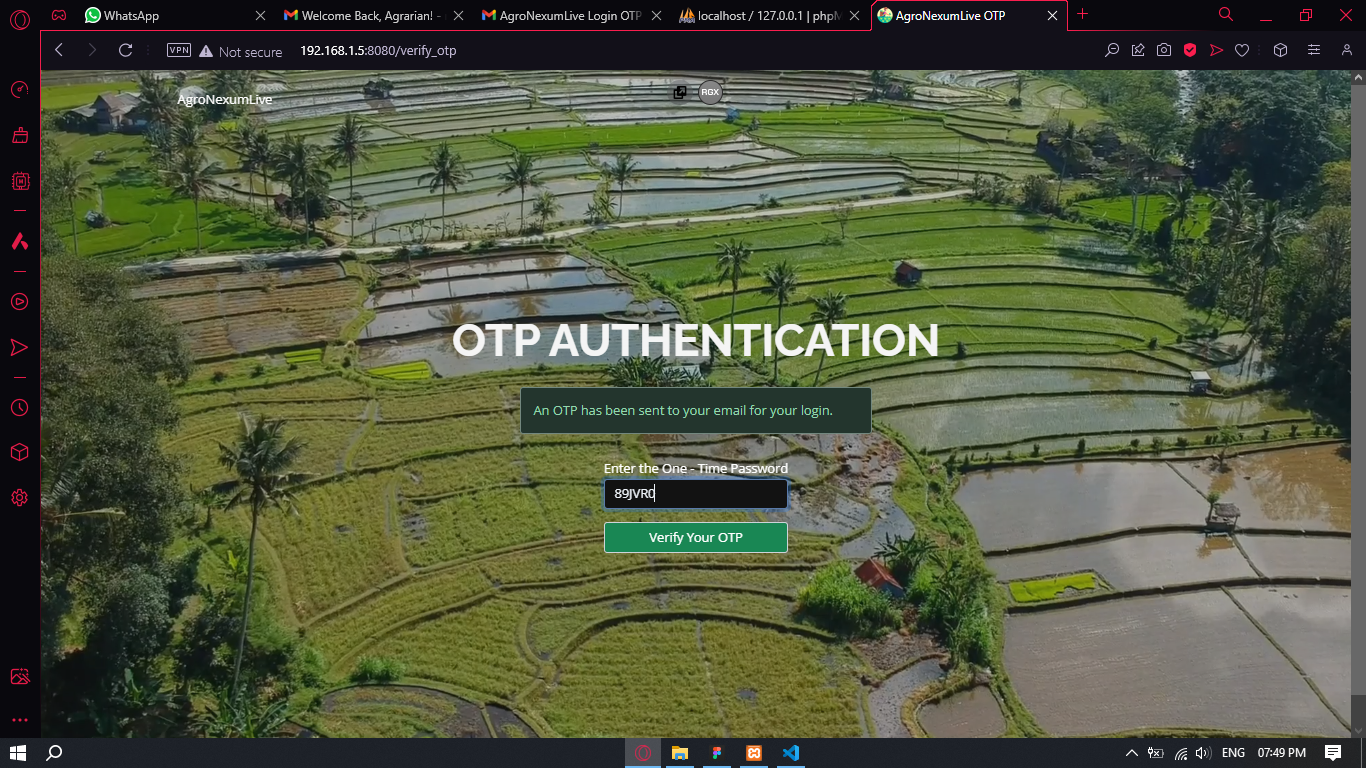 WhatsApp
Welcome Back, Agrarian! -
AgroNexumLive Login OTP
localhost / 127.0.0.1 | phpM
AgroNexumLive OTP
VPN
Not secure
192.168.1.5:8080/verify_otp
AgroNexumLive
RGX
OTP AUTHENTICATION
An OTP has been sent to your email for your login.
Enter the One - Time Password
89JVR0
Verify Your OTP
ENG
07:49 PM